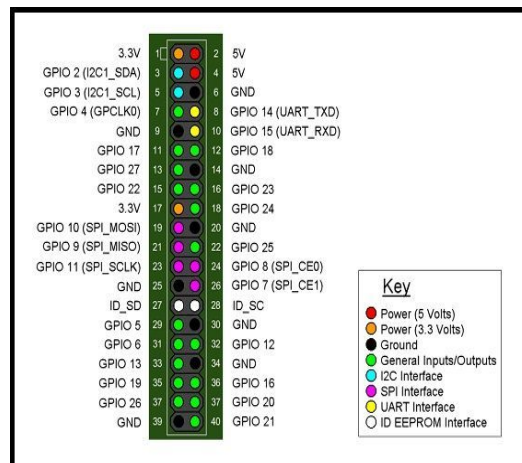 3.3V 1 2 5V
GPIO 2 (I2C1_SDA) 3 4 5V
GPIO 3 (I2C1_SCL) 5 6 GND
GPIO 4 (GPCLK0) 7 8 GPIO 14 (UART_TXD)
GND 9 10 GPIO 15 (UART_RXD)
GPIO 17 11 12 GPIO 18
GPIO 27 13 14 GND
GPIO 22 15 16 GPIO 23
3.3V 17 18 GPIO 24
GPIO 10 (SPI_MOSI) 19 20 GND
GPIO 9 (SPI_MISO) 21 22 GPIO 25
GPIO 11 (SPI_SCLK) 23 24 GPIO 8 (SPI_CE0)
GND 25 26 GPIO 7 (SPI_CE1)
ID_SD 27 28 ID_SC
GPIO 5 29 30 GND
GPIO 6 31 32 GPIO 12
GPIO 13 33 34 GND
GPIO 19 35 36 GPIO 16
GPIO 26 37 37 GPIO 20
GND 39 40 GPIO 21
Key
Power (5 Volts)
Power (3.3 Volts)
Ground
General Inputs/Outputs
I2C Interface
SPI Interface
UART Interface
ID EEPROM Interface